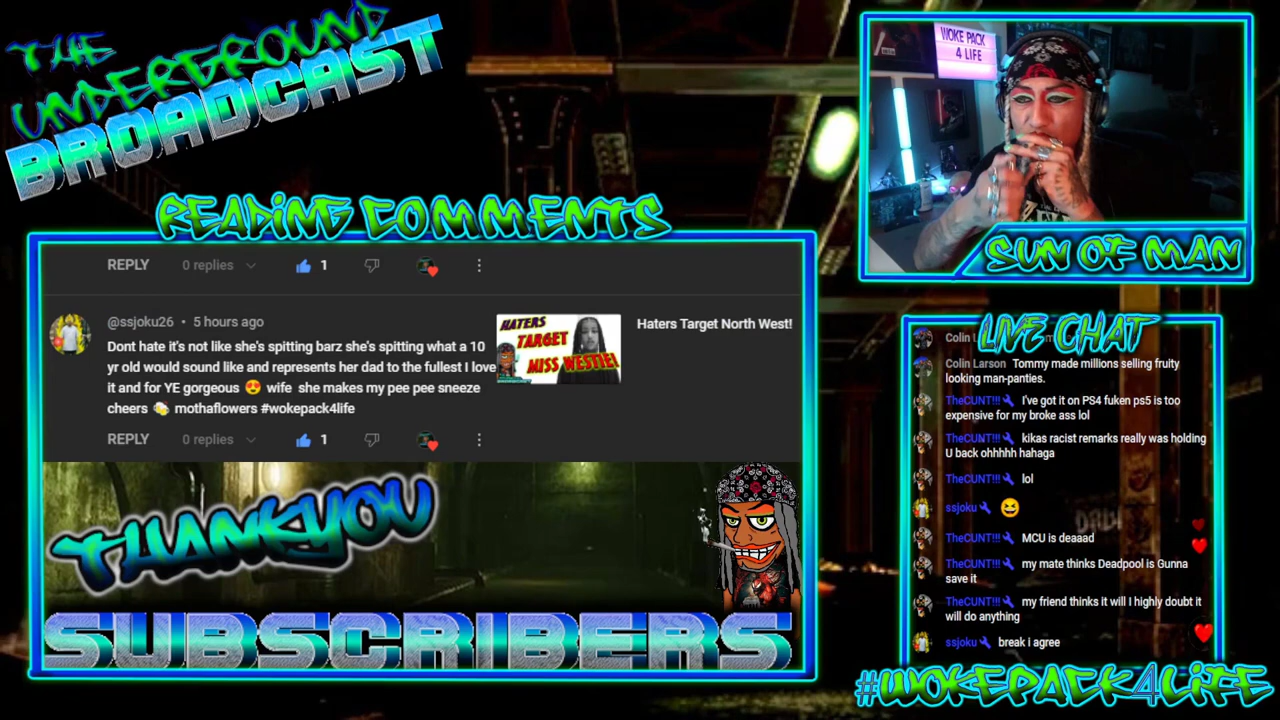 THE
UNDERGROUND
BROADCAST
WOKE PACK
4 LIFE
SUN OF MAN
READING COMMENTS
REPLY 0 replies 1
@ssjoku26 • 5 hours ago
Dont hate it's not like she's spitting barz she's spitting what a 10
yr old would sound like and represents her dad to the fullest I love
it and for YE gorgeous 😍 wife she makes my pee pee sneeze
cheers 🍻 mothaflowers #wokepack4life
HATERS
TARGET
MISS WESTIE!
Haters Target North West!
REPLY 0 replies 1
THANKYOU
SUBSCRIBERS
LIVE CHAT
Colin
Colin Larson Tommy made millions selling fruity
looking man-panties.
TheCUNT!!! I've got it on PS4 fuken ps5 is too
expensive for my broke ass lol
TheCUNT!!! kikas racist remarks really was holding
U back ohhhhh hahaga
TheCUNT!!! lol
ssjoku 😆
TheCUNT!!! MCU is deaaad
TheCUNT!!! my mate thinks Deadpool is Gunna
save it
TheCUNT!!! my friend thinks it will I highly doubt it
will do anything
ssjoku break i agree
#WOKEPACK4LIFE